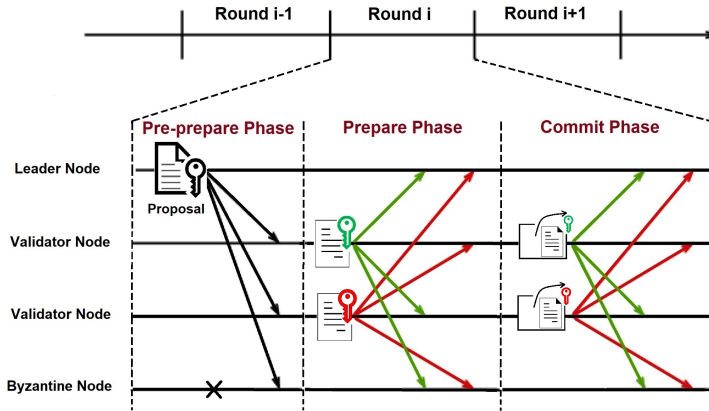 Round i-1
Round i
Round i+1
Pre-prepare Phase
Prepare Phase
Commit Phase
Leader Node
Proposal
Validator Node
Validator Node
Byzantine Node